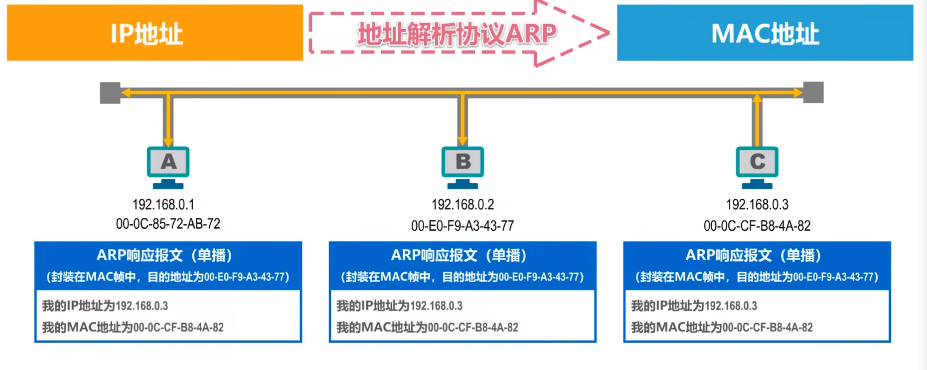 IP地址
地址解析协议ARP
MAC地址
A
B
C
192.168.0.1
00-0C-85-72-AB-72
192.168.0.2
00-E0-F9-A3-43-77
192.168.0.3
00-0C-CF-B8-4A-82
ARP响应报文（单播）
(封装在MAC帧中，目的地址为00-E0-F9-A3-43-77)
我的IP地址为192.168.0.3
我的MAC地址为00-0C-CF-B8-4A-82
ARP响应报文（单播）
(封装在MAC帧中，目的地址为00-E0-F9-A3-43-77)
我的IP地址为192.168.0.3
我的MAC地址为00-0C-CF-B8-4A-82
ARP响应报文（单播）
(封装在MAC帧中，目的地址为00-E0-F9-A3-43-77)
我的IP地址为192.168.0.3
我的MAC地址为00-0C-CF-B8-4A-82